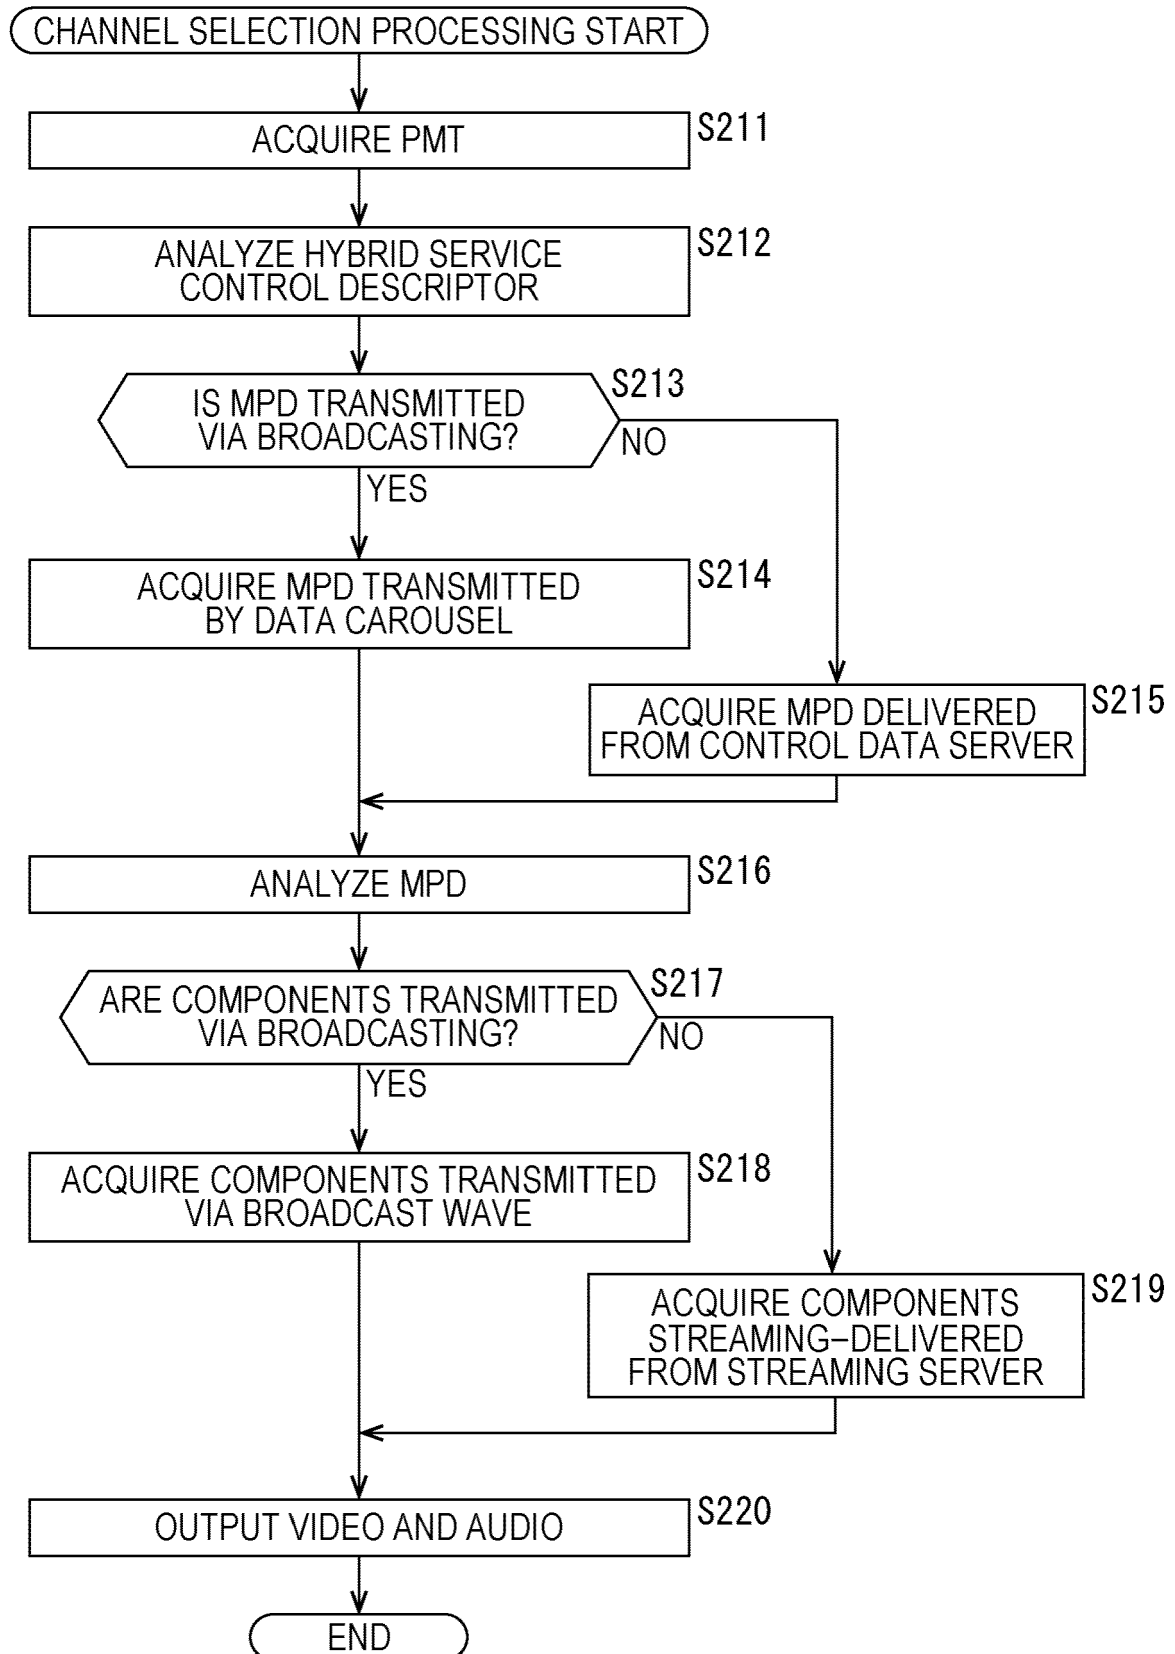 CHANNEL SELECTION PROCESSING START
ACQUIRE PMT
S211
ANALYZE HYBRID SERVICE
CONTROL DESCRIPTOR
S212
IS MPD TRANSMITTED
VIA BROADCASTING?
S213
NO
YES
ACQUIRE MPD TRANSMITTED
BY DATA CAROUSEL
S214
ACQUIRE MPD DELIVERED
FROM CONTROL DATA SERVER
S215
ANALYZE MPD
S216
ARE COMPONENTS TRANSMITTED
VIA BROADCASTING?
S217
NO
YES
ACQUIRE COMPONENTS TRANSMITTED
VIA BROADCAST WAVE
S218
ACQUIRE COMPONENTS
STREAMING-DELIVERED
FROM STREAMING SERVER
S219
OUTPUT VIDEO AND AUDIO
S220
END